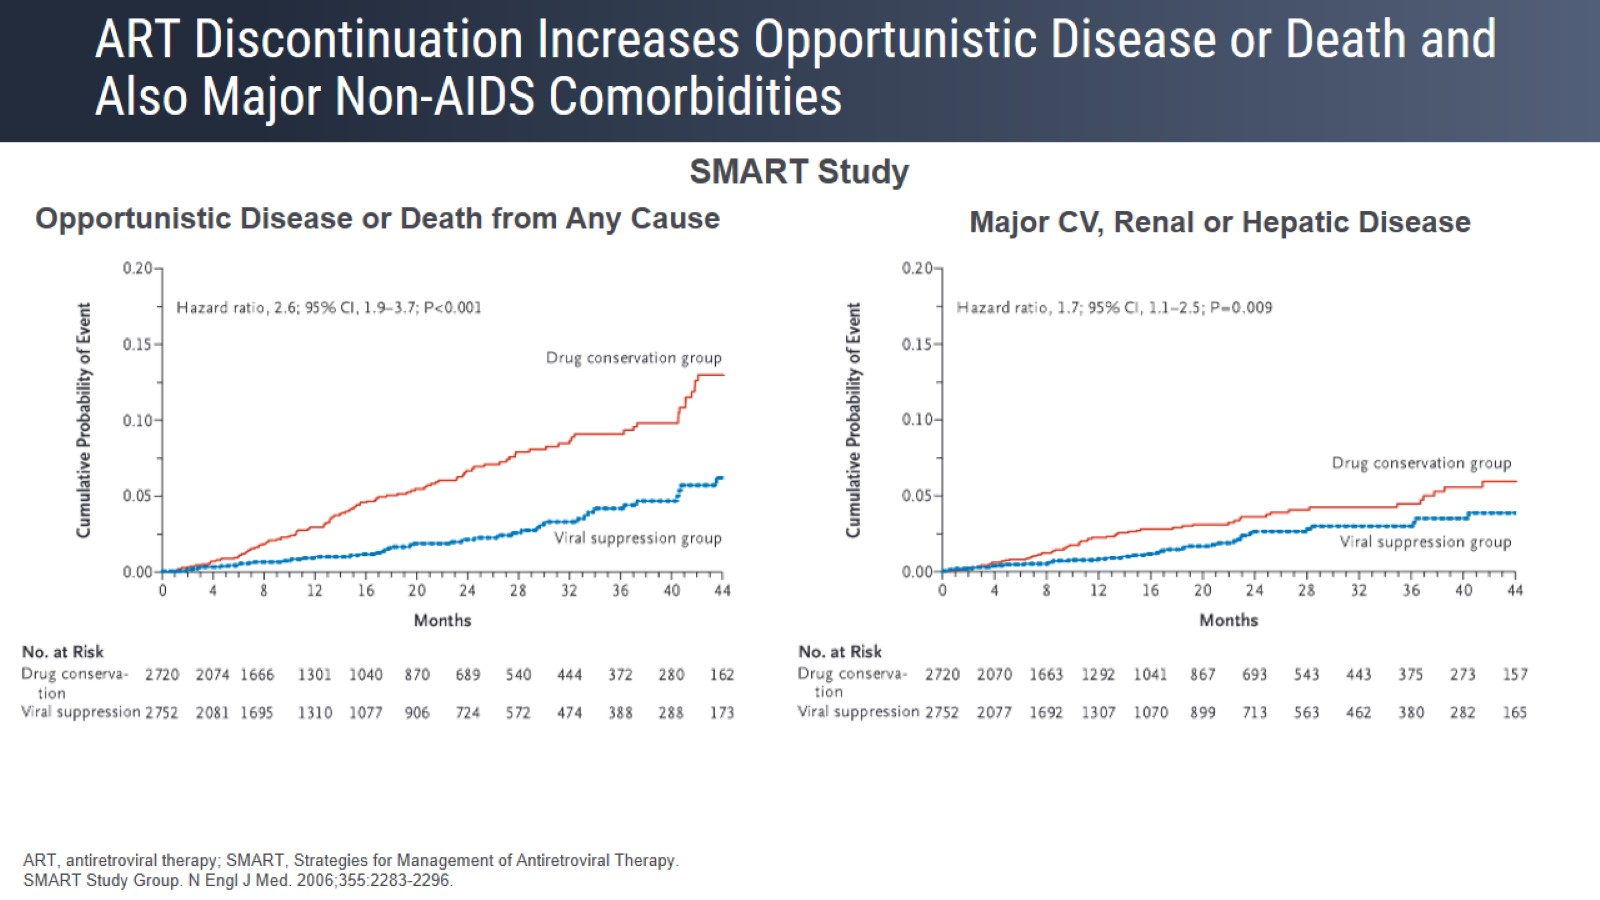 ART Discontinuation Increases Opportunistic Disease or Death and
Also Major Non-AIDS Comorbidities
SMART Study
Opportunistic Disease or Death from Any Cause
Cumulative Probability of Event
0.20
0.15
0.10
0.05
0.00
Hazard ratio, 2.6; 95% CI, 1.9–3.7; P<0.001
Drug conservation group
Viral suppression group
0 4 8 12 16 20 24 28 32 36 40 44
Months
No. at Risk
Drug conserva- 2720 2074 1666 1301 1040 870 689 540 444 372 280 162
tion
Viral suppression 2752 2081 1695 1310 1077 906 724 572 474 388 288 173
Major CV, Renal or Hepatic Disease
Cumulative Probability of Event
0.20
0.15
0.10
0.05
0.00
Hazard ratio, 1.7; 95% CI, 1.1–2.5; P=0.009
Drug conservation group
Viral suppression group
0 4 8 12 16 20 24 28 32 36 40 44
Months
No. at Risk
Drug conserva- 2720 2070 1663 1292 1041 867 693 543 443 375 273 157
tion
Viral suppression 2752 2077 1692 1307 1070 899 713 563 462 380 282 165
ART, antiretroviral therapy; SMART, Strategies for Management of Antiretroviral Therapy.
SMART Study Group. N Engl J Med. 2006;355:2283-2296.